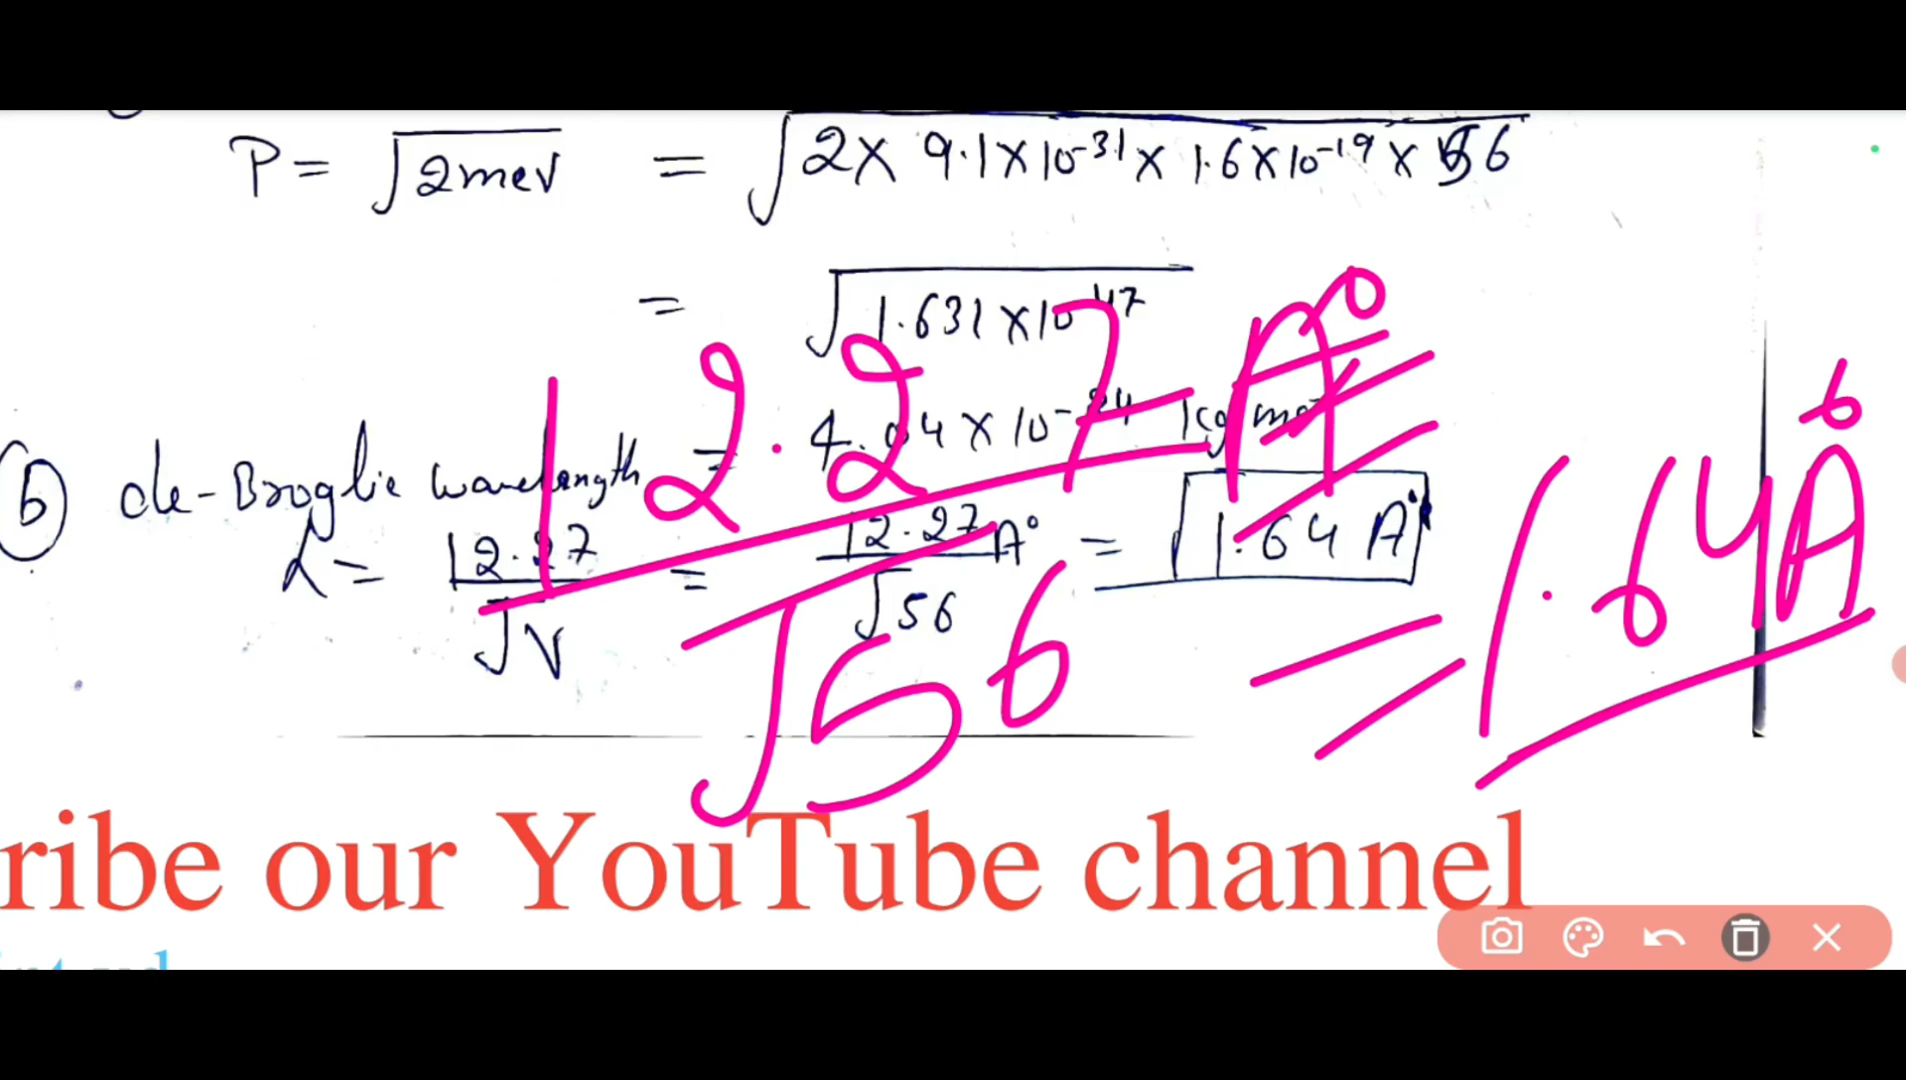 P = √2mev = √2× 9.1×10⁻³¹ × 1.6×10⁻¹⁹ × 56
= √1.631×10⁻⁴⁷
= 4.04×10⁻²⁴ kg ms
(b) de-Broglie wavelength
λ = 12.27/√V = 12.27/√56 A° = 1.64 A°
12.27 A°/√56 = 1.64 A°
ribe our YouTube channel